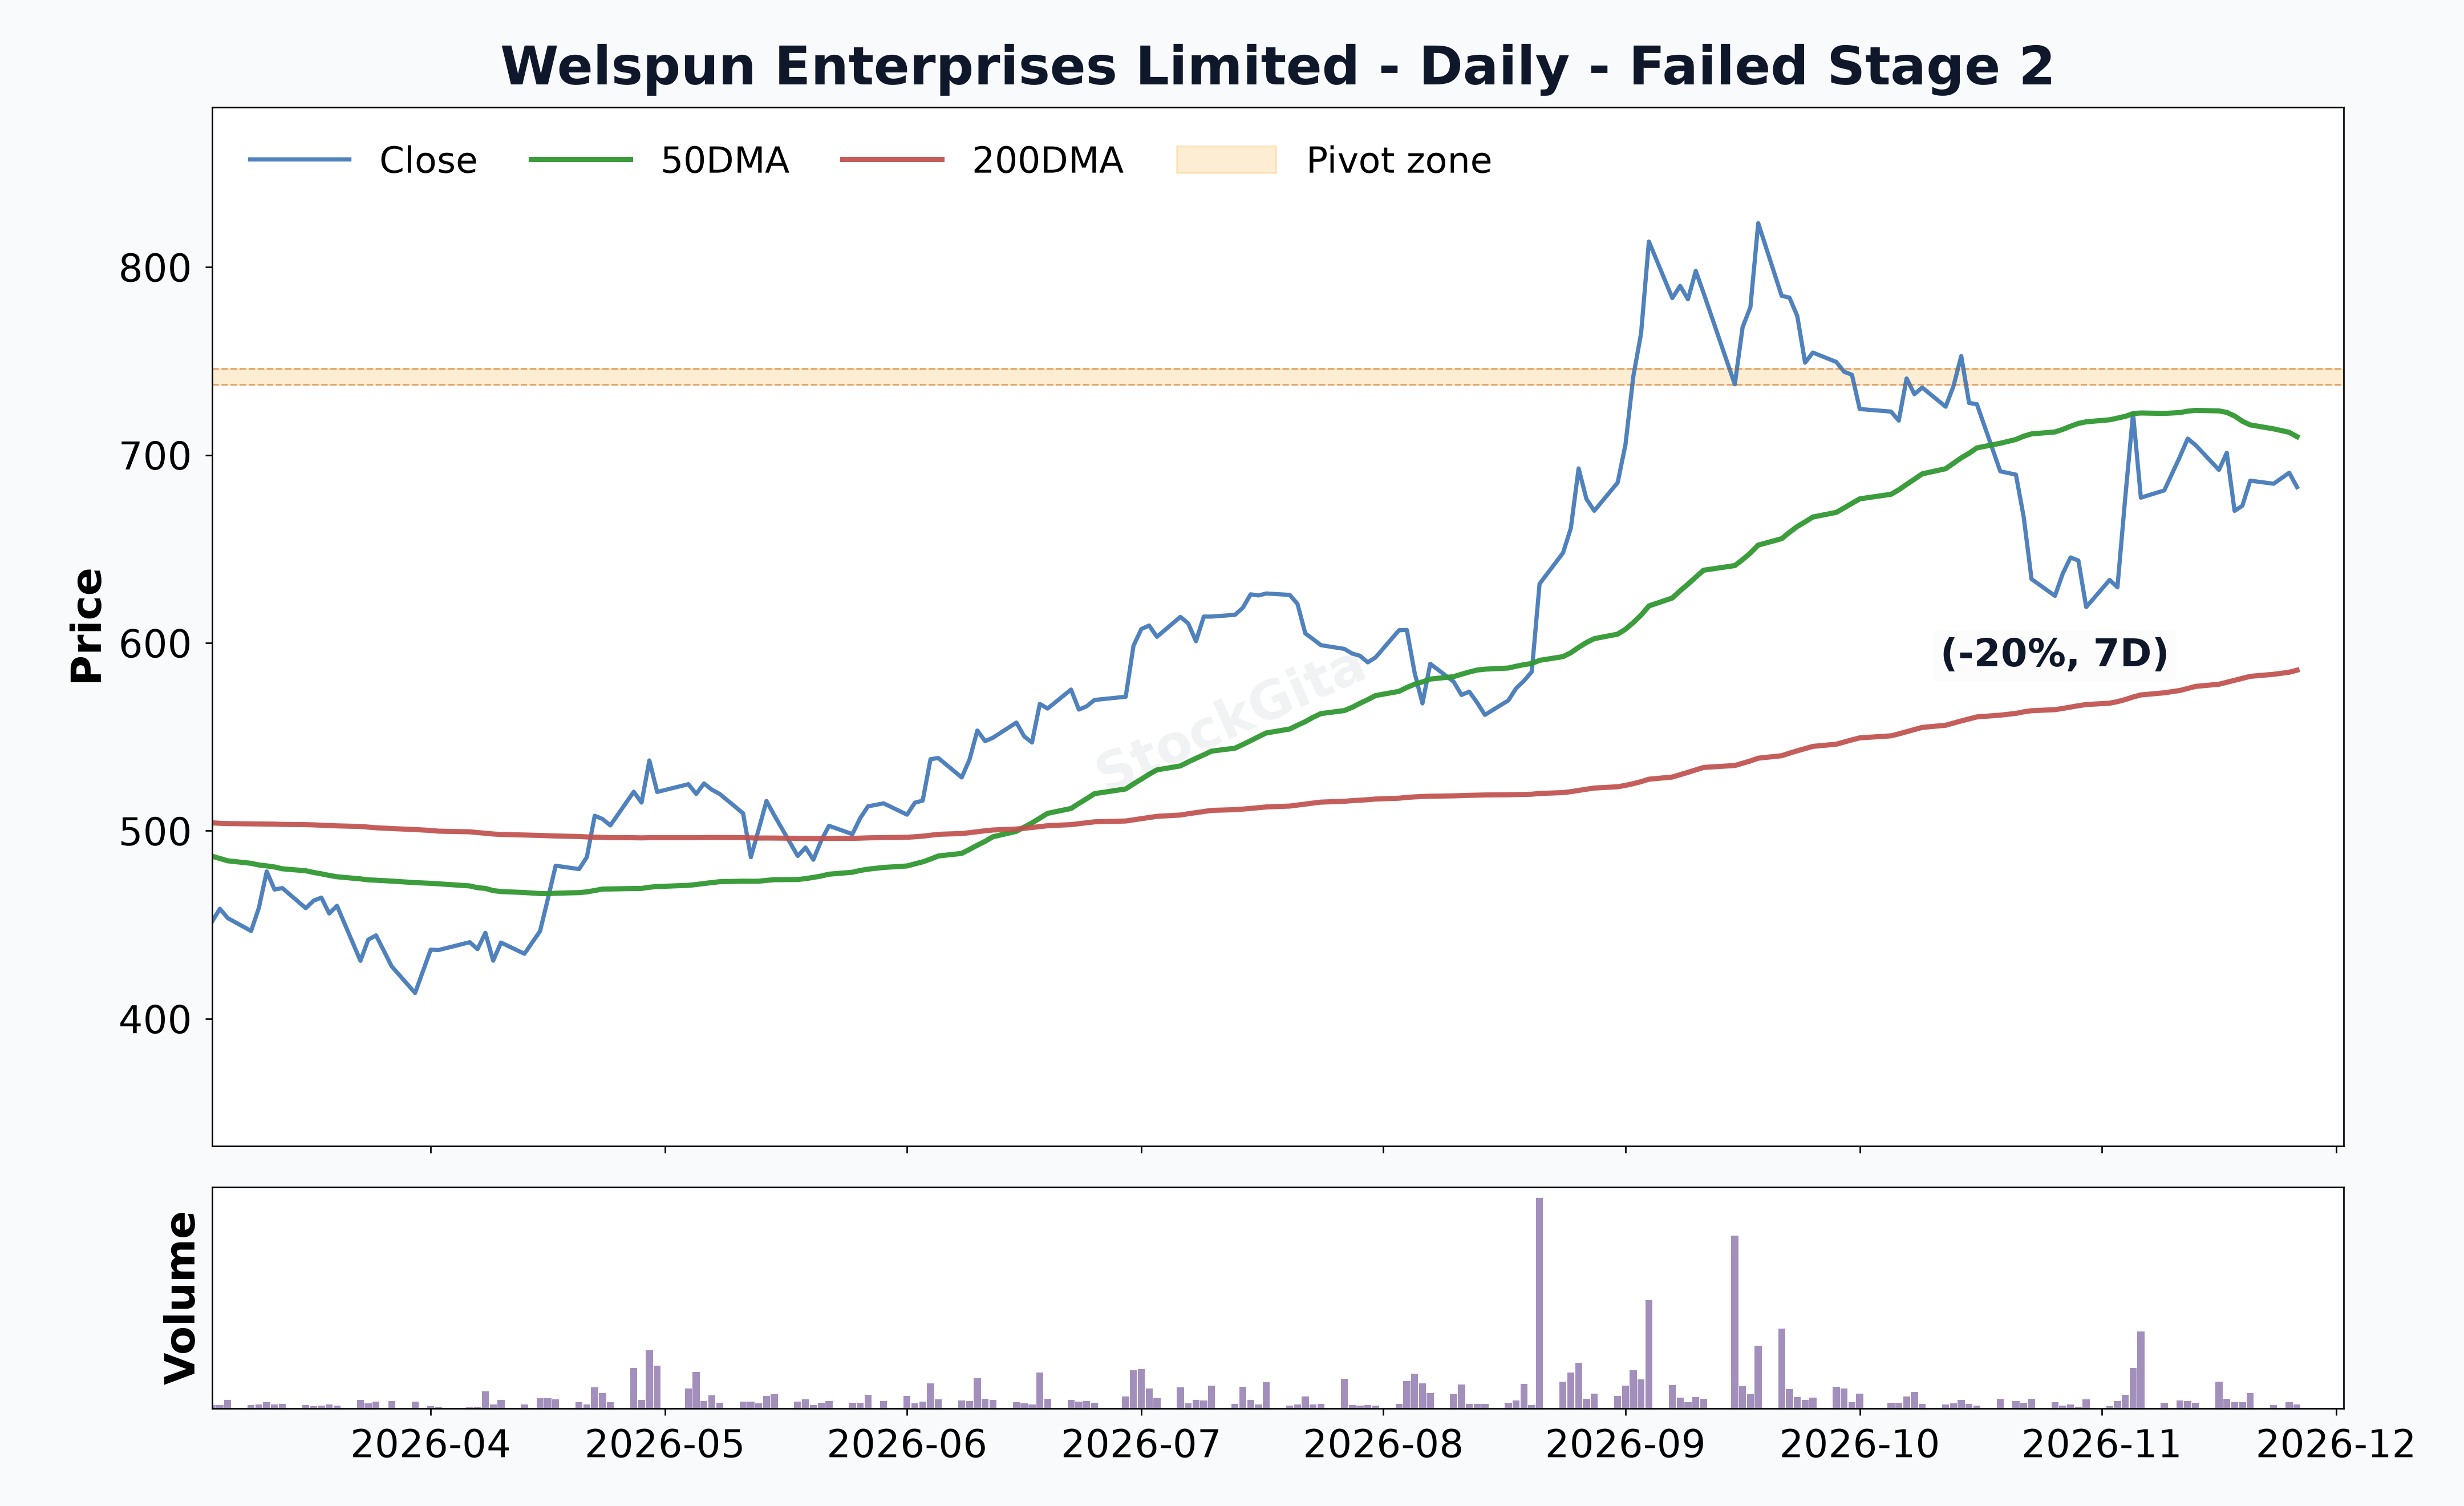 Welspun Enterprises Limited - Daily - Failed Stage 2
Close 50DMA 200DMA Pivot zone
800
700
600
500
400
Price
(-20%, 7D)
StockGita
Volume
2026-04 2026-05 2026-06 2026-07 2026-08 2026-09 2026-10 2026-11 2026-12